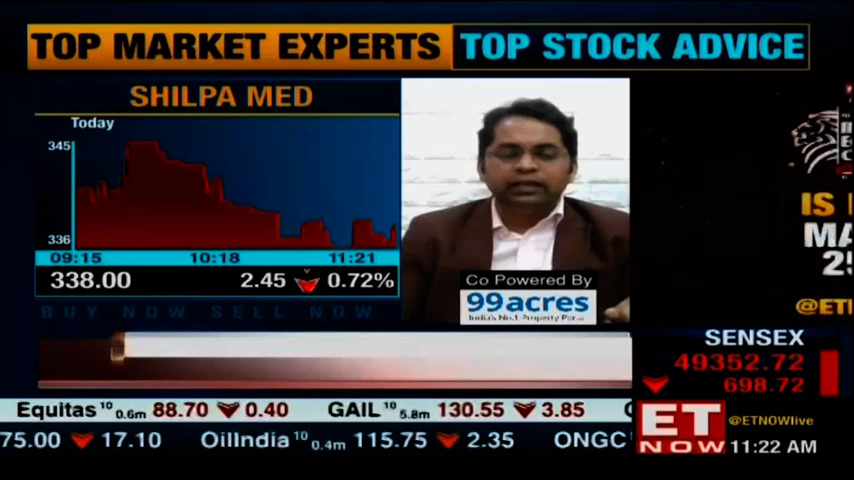 TOP MARKET EXPERTS TOP STOCK ADVICE
SHILPA MED
Today
345
336
09:15 10:18 11:21
338.00 2.45 0.72%
BUY NOW SELL NOW
Co Powered By
99acres
India's No.1 Property Por...
IS
MA
25
@ET
SENSEX
49352.72
698.72
Equitas 10 0.6m 88.70 0.40 GAIL 10 5.8m 130.55 3.85
75.00 17.10 OilIndia 10 0.4m 115.75 2.35 ONGC
ET
NOW
@ETNOWlive
11:22 AM